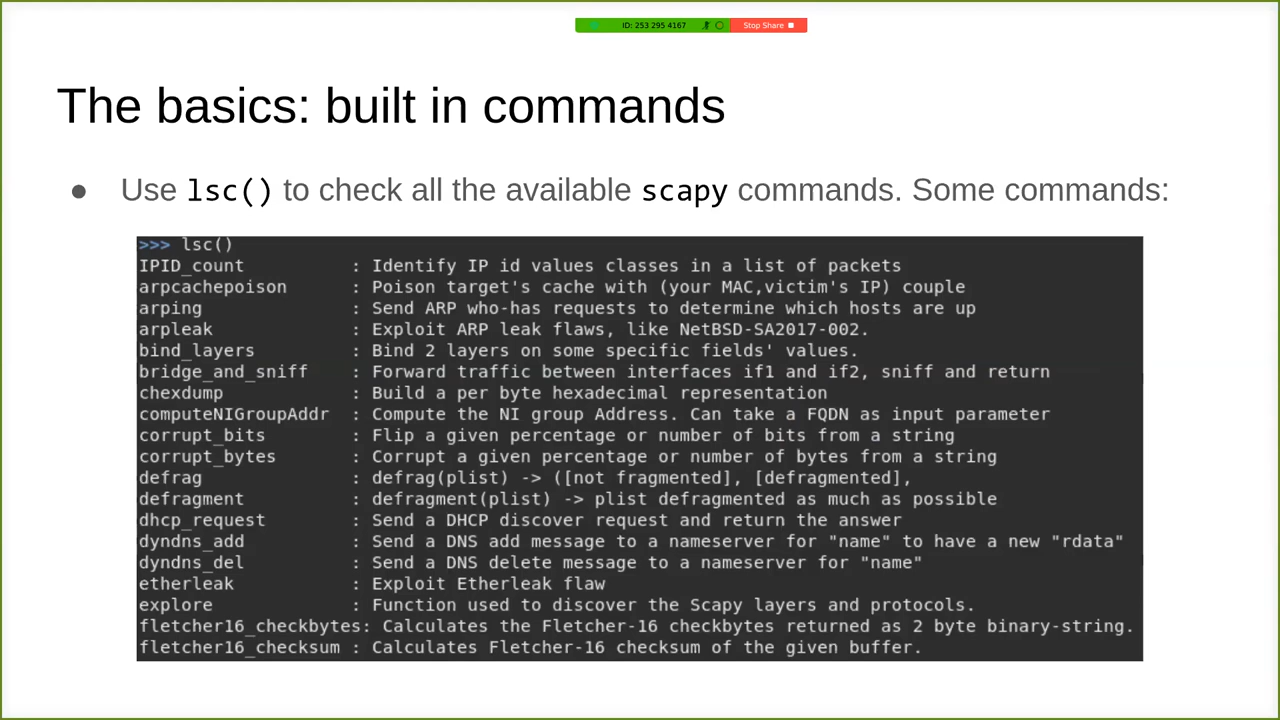 ID: 253 295 4167 Stop Share
The basics: built in commands
● Use lsc() to check all the available scapy commands. Some commands:
>>> lsc()
IPID_count : Identify IP id values classes in a list of packets
arpcachepoison : Poison target's cache with (your MAC,victim's IP) couple
arping : Send ARP who-has requests to determine which hosts are up
arpleak : Exploit ARP leak flaws, like NetBSD-SA2017-002.
bind_layers : Bind 2 layers on some specific fields' values.
bridge_and_sniff : Forward traffic between interfaces if1 and if2, sniff and return
chexdump : Build a per byte hexadecimal representation
computeNIGroupAddr : Compute the NI group Address. Can take a FQDN as input parameter
corrupt_bits : Flip a given percentage or number of bits from a string
corrupt_bytes : Corrupt a given percentage or number of bytes from a string
defrag : defrag(plist) -> ([not fragmented], [defragmented],
defragment : defragment(plist) -> plist defragmented as much as possible
dhcp_request : Send a DHCP discover request and return the answer
dyndns_add : Send a DNS add message to a nameserver for "name" to have a new "rdata"
dyndns_del : Send a DNS delete message to a nameserver for "name"
etherleak : Exploit Etherleak flaw
explore : Function used to discover the Scapy layers and protocols.
fletcher16_checkbytes: Calculates the Fletcher-16 checkbytes returned as 2 byte binary-string.
fletcher16_checksum : Calculates Fletcher-16 checksum of the given buffer.